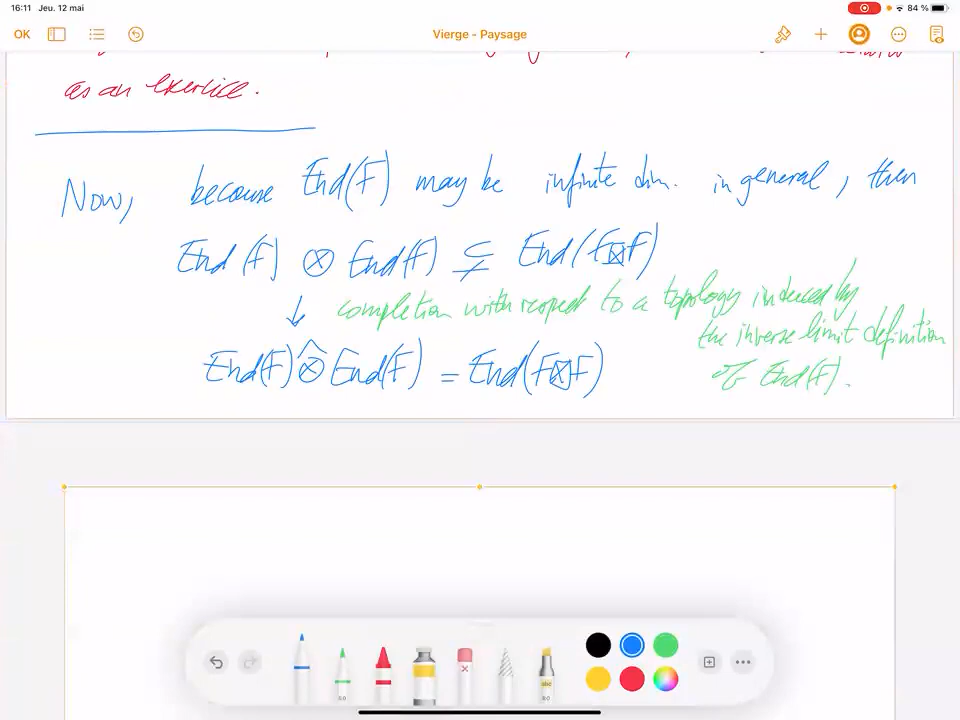 16:11 Jeu. 12 mai 84 %
OK Vierge - Paysage
as an exercice.
Now, because End(F) may be infinite dim. in general, then
End(F) ⊗ End(F) ⊊ End(F⊠F)
↓ completion with respect to a topology induced by
the inverse limit definition
of End(F).
End(F) ⊗̂ End(F) = End(F⊠F)